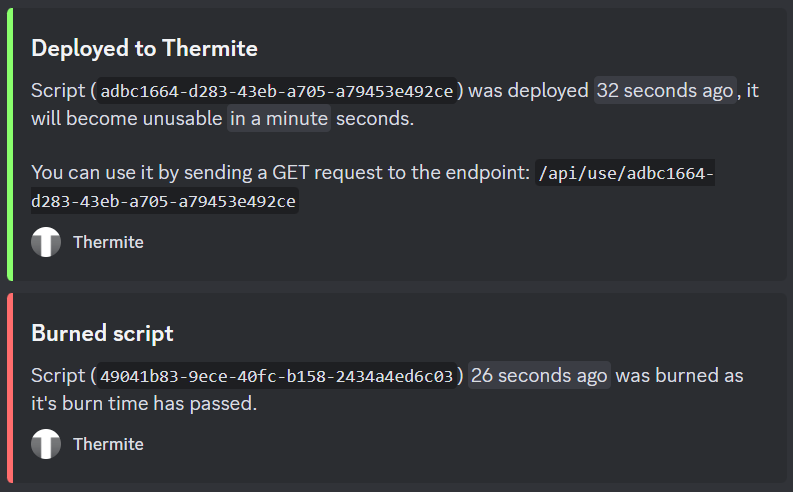 Deployed to Thermite
Script (adbc1664-d283-43eb-a705-a79453e492ce) was deployed 32 seconds ago, it
will become unusable in a minute seconds.
You can use it by sending a GET request to the endpoint: /api/use/adbc1664-
d283-43eb-a705-a79453e492ce
Thermite
Burned script
Script (49041b83-9ece-40fc-b158-2434a4ed6c03) 26 seconds ago was burned as
it's burn time has passed.
Thermite